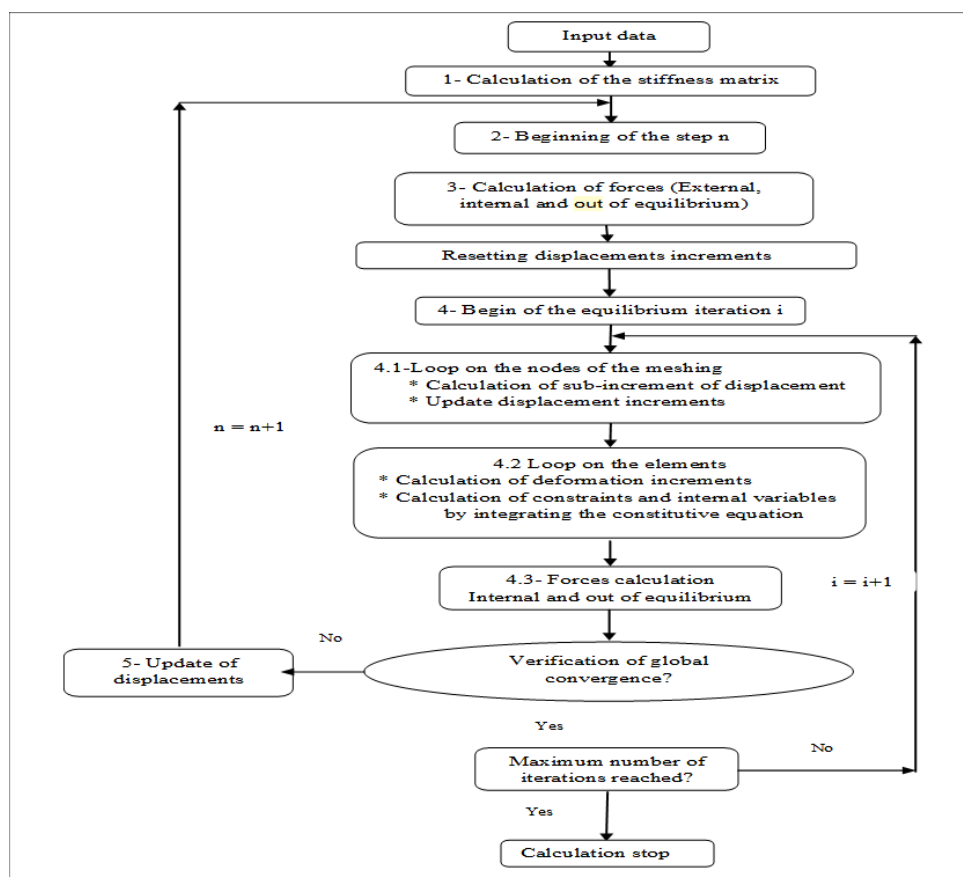 Input data
1- Calculation of the stiffness matrix
2- Beginning of the step n
3- Calculation of forces (External,
internal and out of equilibrium)
Resetting displacements increments
4- Begin of the equilibrium iteration i
4.1-Loop on the nodes of the meshing
* Calculation of sub-increment of displacement
* Update displacement increments
n = n+1
4.2 Loop on the elements
* Calculation of deformation increments
* Calculation of constraints and internal variables
by integrating the constitutive equation
4.3- Forces calculation
Internal and out of equilibrium
i = i+1
No
5- Update of
displacements
Verification of global
convergence?
Yes
No
Maximum number of
iterations reached?
Yes
Calculation stop